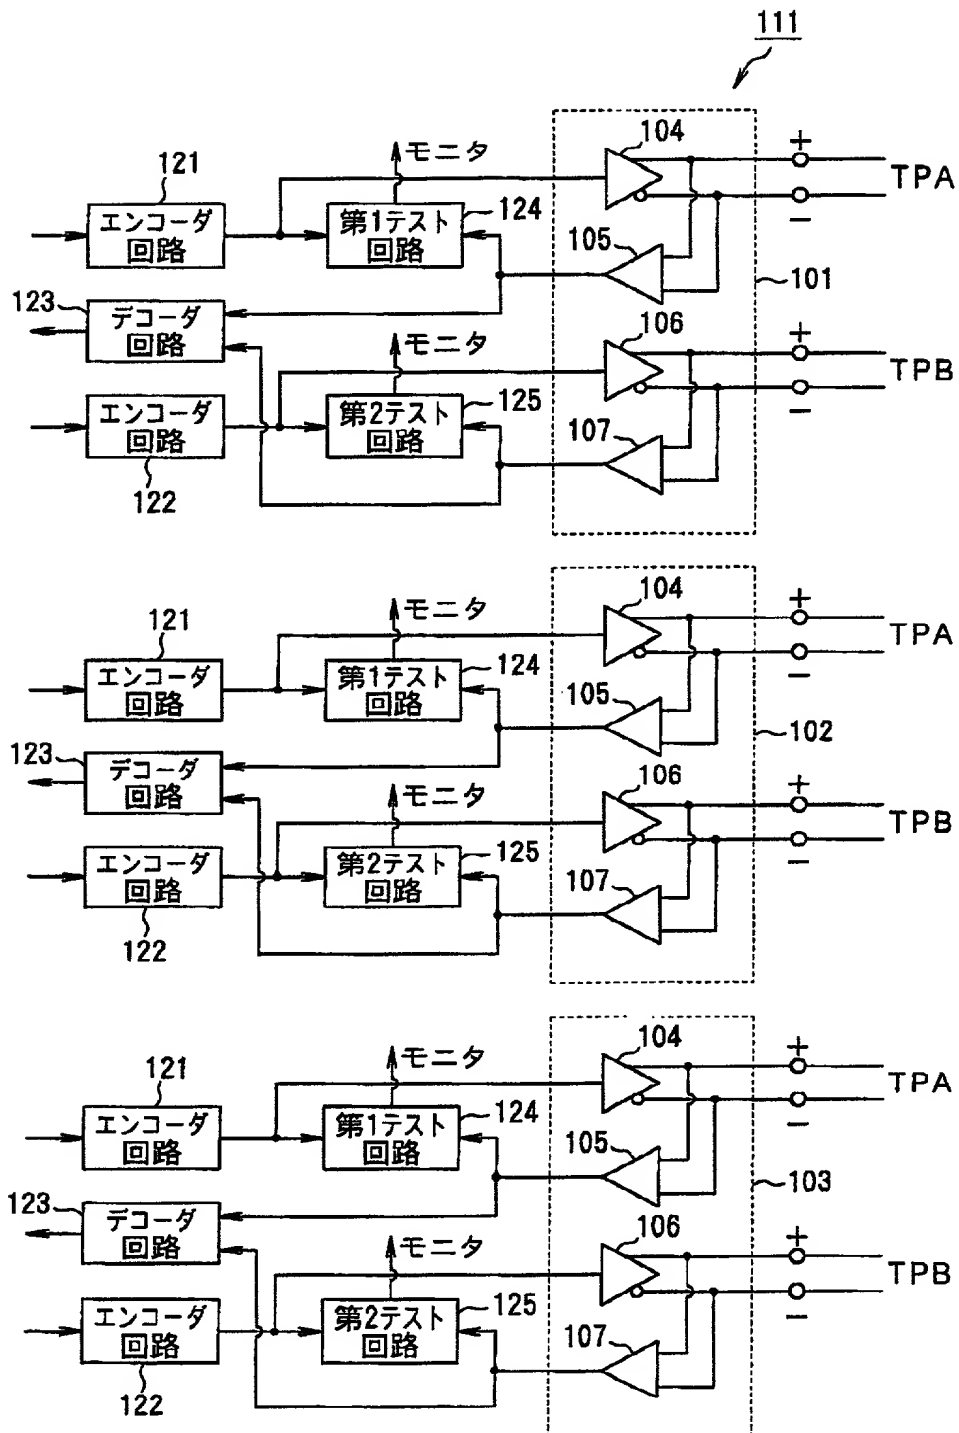 111
104
モニタ
121
エンコーダ
回路
第1テスト
回路
124
+
TPA
−
105
101
123
デコーダ
回路
106
モニタ
+
TPB
−
エンコーダ
回路
第2テスト
回路
125
107
122
104
モニタ
121
エンコーダ
回路
第1テスト
回路
124
+
TPA
−
105
102
123
デコーダ
回路
106
モニタ
+
TPB
−
エンコーダ
回路
第2テスト
回路
125
107
122
104
モニタ
121
エンコーダ
回路
第1テスト
回路
124
+
TPA
−
105
103
123
デコーダ
回路
106
モニタ
+
TPB
−
エンコーダ
回路
第2テスト
回路
125
107
122